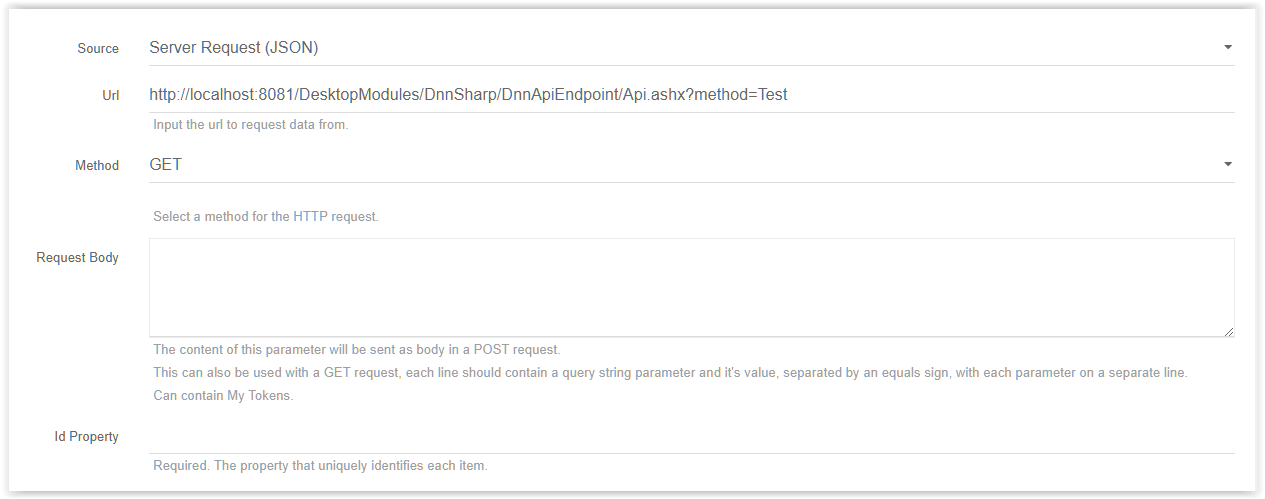 Source Server Request (JSON)
Url http://localhost:8081/DesktopModules/DnnSharp/DnnApiEndpoint/Api.ashx?method=Test
Input the url to request data from.
Method GET
Select a method for the HTTP request.
Request Body
The content of this parameter will be sent as body in a POST request.
This can also be used with a GET request, each line should contain a query string parameter and it's value, separated by an equals sign, with each parameter on a separate line.
Can contain My Tokens.
Id Property
Required. The property that uniquely identifies each item.